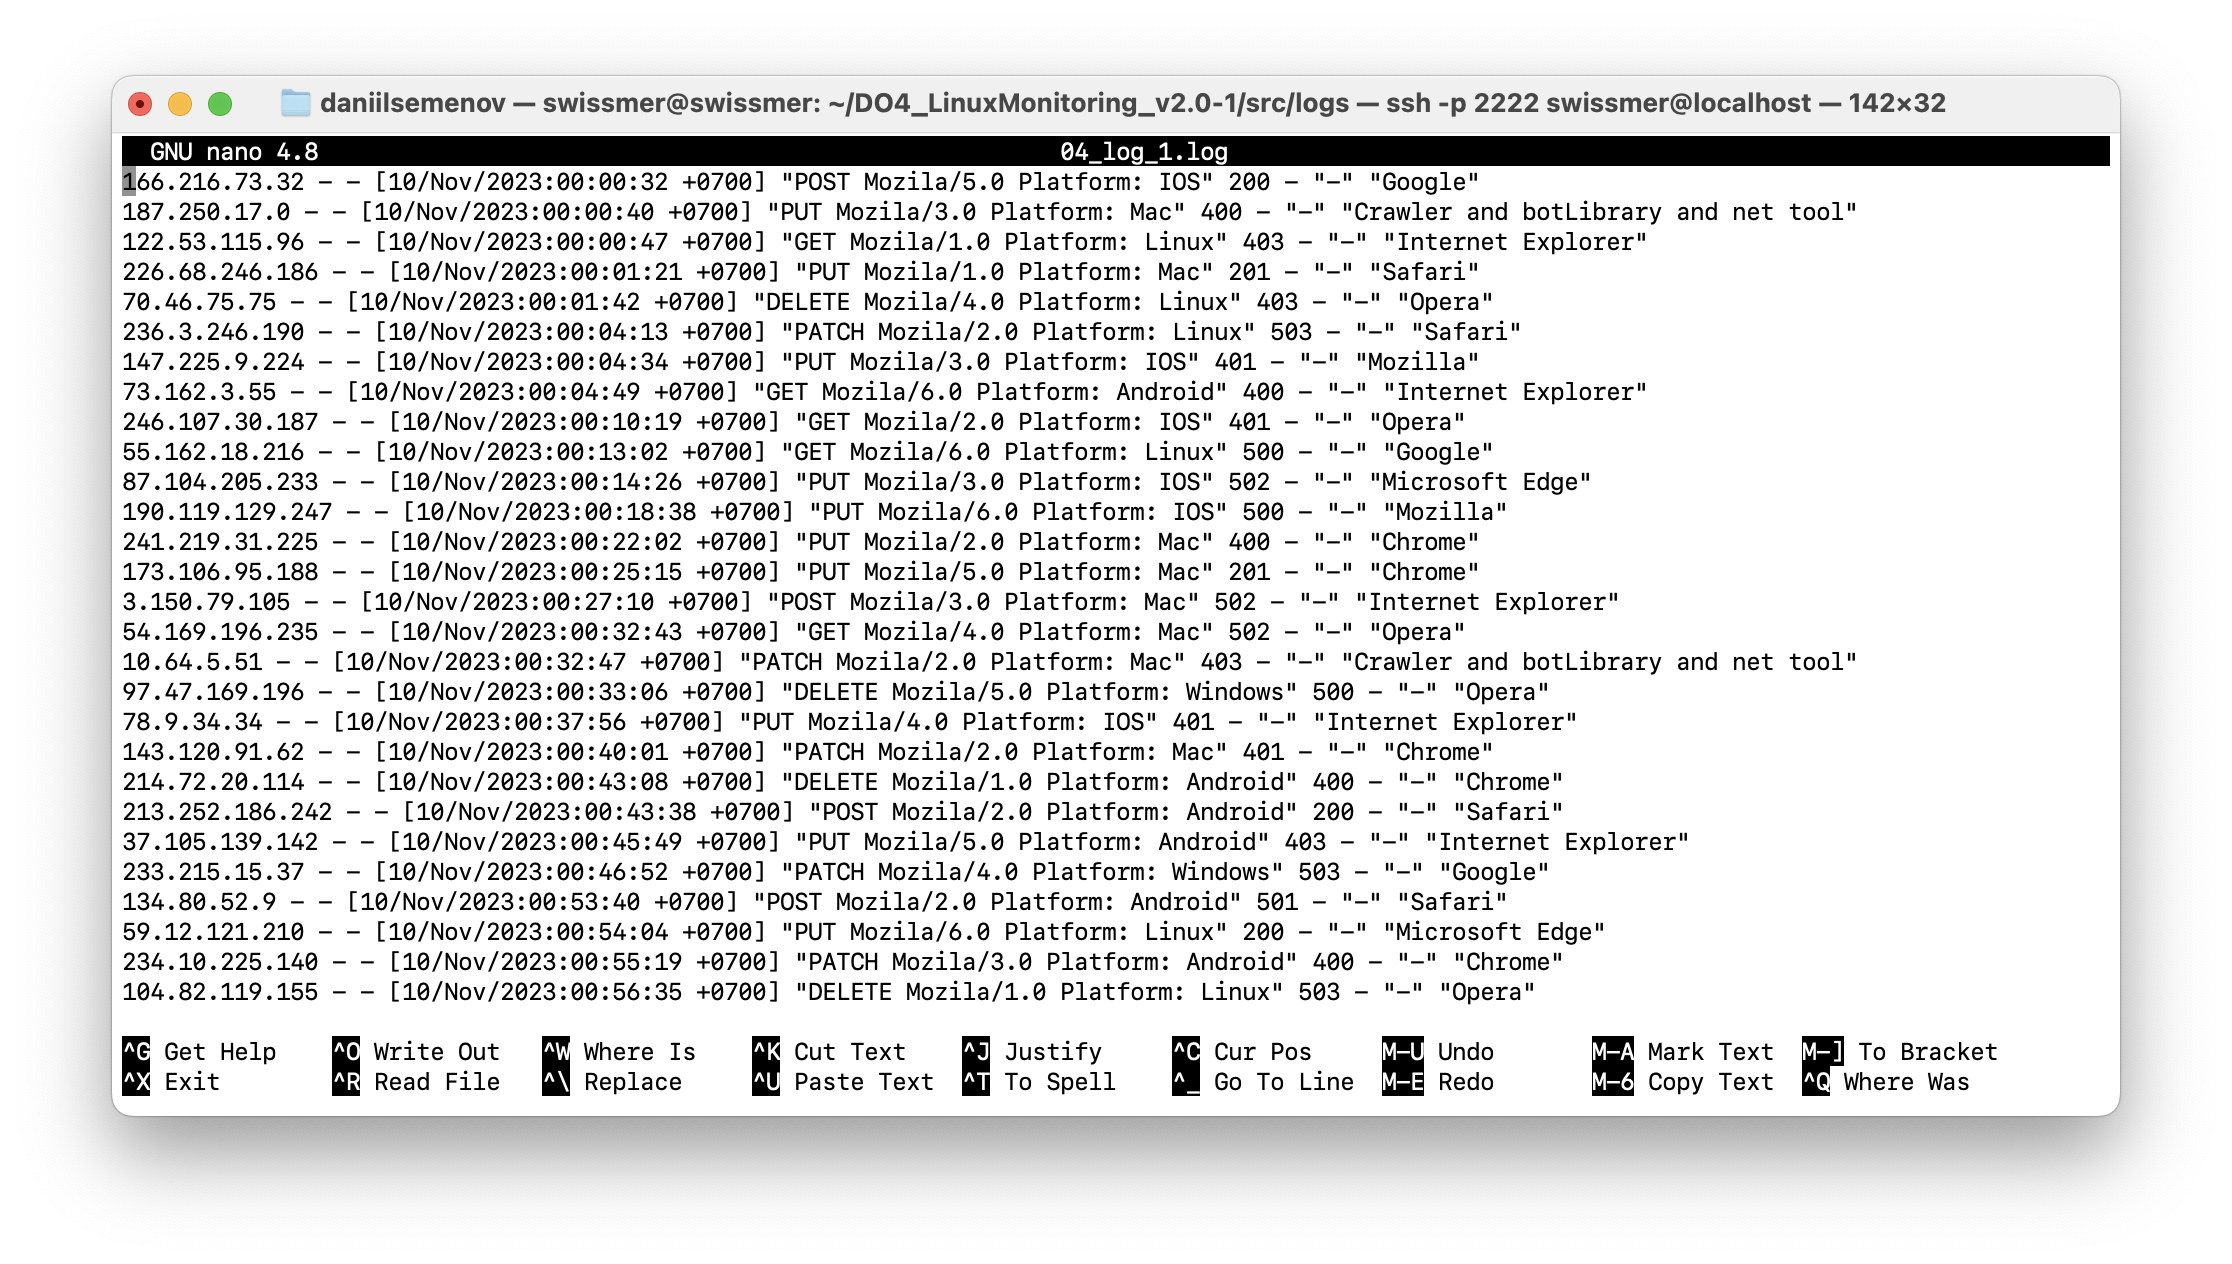 daniilsemenov — swissmer@swissmer: ~/DO4_LinuxMonitoring_v2.0-1/src/logs — ssh -p 2222 swissmer@localhost — 142×32
GNU nano 4.8 04_log_1.log
166.216.73.32 - - [10/Nov/2023:00:00:32 +0700] "POST Mozila/5.0 Platform: IOS" 200 - "-" "Google"
187.250.17.0 - - [10/Nov/2023:00:00:40 +0700] "PUT Mozila/3.0 Platform: Mac" 400 - "-" "Crawler and botLibrary and net tool"
122.53.115.96 - - [10/Nov/2023:00:00:47 +0700] "GET Mozila/1.0 Platform: Linux" 403 - "-" "Internet Explorer"
226.68.246.186 - - [10/Nov/2023:00:01:21 +0700] "PUT Mozila/1.0 Platform: Mac" 201 - "-" "Safari"
70.46.75.75 - - [10/Nov/2023:00:01:42 +0700] "DELETE Mozila/4.0 Platform: Linux" 403 - "-" "Opera"
236.3.246.190 - - [10/Nov/2023:00:04:13 +0700] "PATCH Mozila/2.0 Platform: Linux" 503 - "-" "Safari"
147.225.9.224 - - [10/Nov/2023:00:04:34 +0700] "PUT Mozila/3.0 Platform: IOS" 401 - "-" "Mozilla"
73.162.3.55 - - [10/Nov/2023:00:04:49 +0700] "GET Mozila/6.0 Platform: Android" 400 - "-" "Internet Explorer"
246.107.30.187 - - [10/Nov/2023:00:10:19 +0700] "GET Mozila/2.0 Platform: IOS" 401 - "-" "Opera"
55.162.18.216 - - [10/Nov/2023:00:13:02 +0700] "GET Mozila/6.0 Platform: Linux" 500 - "-" "Google"
87.104.205.233 - - [10/Nov/2023:00:14:26 +0700] "PUT Mozila/3.0 Platform: IOS" 502 - "-" "Microsoft Edge"
190.119.129.247 - - [10/Nov/2023:00:18:38 +0700] "PUT Mozila/6.0 Platform: IOS" 500 - "-" "Mozilla"
241.219.31.225 - - [10/Nov/2023:00:22:02 +0700] "PUT Mozila/2.0 Platform: Mac" 400 - "-" "Chrome"
173.106.95.188 - - [10/Nov/2023:00:25:15 +0700] "PUT Mozila/5.0 Platform: Mac" 201 - "-" "Chrome"
3.150.79.105 - - [10/Nov/2023:00:27:10 +0700] "POST Mozila/3.0 Platform: Mac" 502 - "-" "Internet Explorer"
54.169.196.235 - - [10/Nov/2023:00:32:43 +0700] "GET Mozila/4.0 Platform: Mac" 502 - "-" "Opera"
10.64.5.51 - - [10/Nov/2023:00:32:47 +0700] "PATCH Mozila/2.0 Platform: Mac" 403 - "-" "Crawler and botLibrary and net tool"
97.47.169.196 - - [10/Nov/2023:00:33:06 +0700] "DELETE Mozila/5.0 Platform: Windows" 500 - "-" "Opera"
78.9.34.34 - - [10/Nov/2023:00:37:56 +0700] "PUT Mozila/4.0 Platform: IOS" 401 - "-" "Internet Explorer"
143.120.91.62 - - [10/Nov/2023:00:40:01 +0700] "PATCH Mozila/2.0 Platform: Mac" 401 - "-" "Chrome"
214.72.20.114 - - [10/Nov/2023:00:43:08 +0700] "DELETE Mozila/1.0 Platform: Android" 400 - "-" "Chrome"
213.252.186.242 - - [10/Nov/2023:00:43:38 +0700] "POST Mozila/2.0 Platform: Android" 200 - "-" "Safari"
37.105.139.142 - - [10/Nov/2023:00:45:49 +0700] "PUT Mozila/5.0 Platform: Android" 403 - "-" "Internet Explorer"
233.215.15.37 - - [10/Nov/2023:00:46:52 +0700] "PATCH Mozila/4.0 Platform: Windows" 503 - "-" "Google"
134.80.52.9 - - [10/Nov/2023:00:53:40 +0700] "POST Mozila/2.0 Platform: Android" 501 - "-" "Safari"
59.12.121.210 - - [10/Nov/2023:00:54:04 +0700] "PUT Mozila/6.0 Platform: Linux" 200 - "-" "Microsoft Edge"
234.10.225.140 - - [10/Nov/2023:00:55:19 +0700] "PATCH Mozila/3.0 Platform: Android" 400 - "-" "Chrome"
104.82.119.155 - - [10/Nov/2023:00:56:35 +0700] "DELETE Mozila/1.0 Platform: Linux" 503 - "-" "Opera"
^G Get Help ^O Write Out ^W Where Is ^K Cut Text ^J Justify ^C Cur Pos M-U Undo M-A Mark Text M-] To Bracket
^X Exit ^R Read File ^\ Replace ^U Paste Text ^T To Spell ^_ Go To Line M-E Redo M-6 Copy Text ^Q Where Was